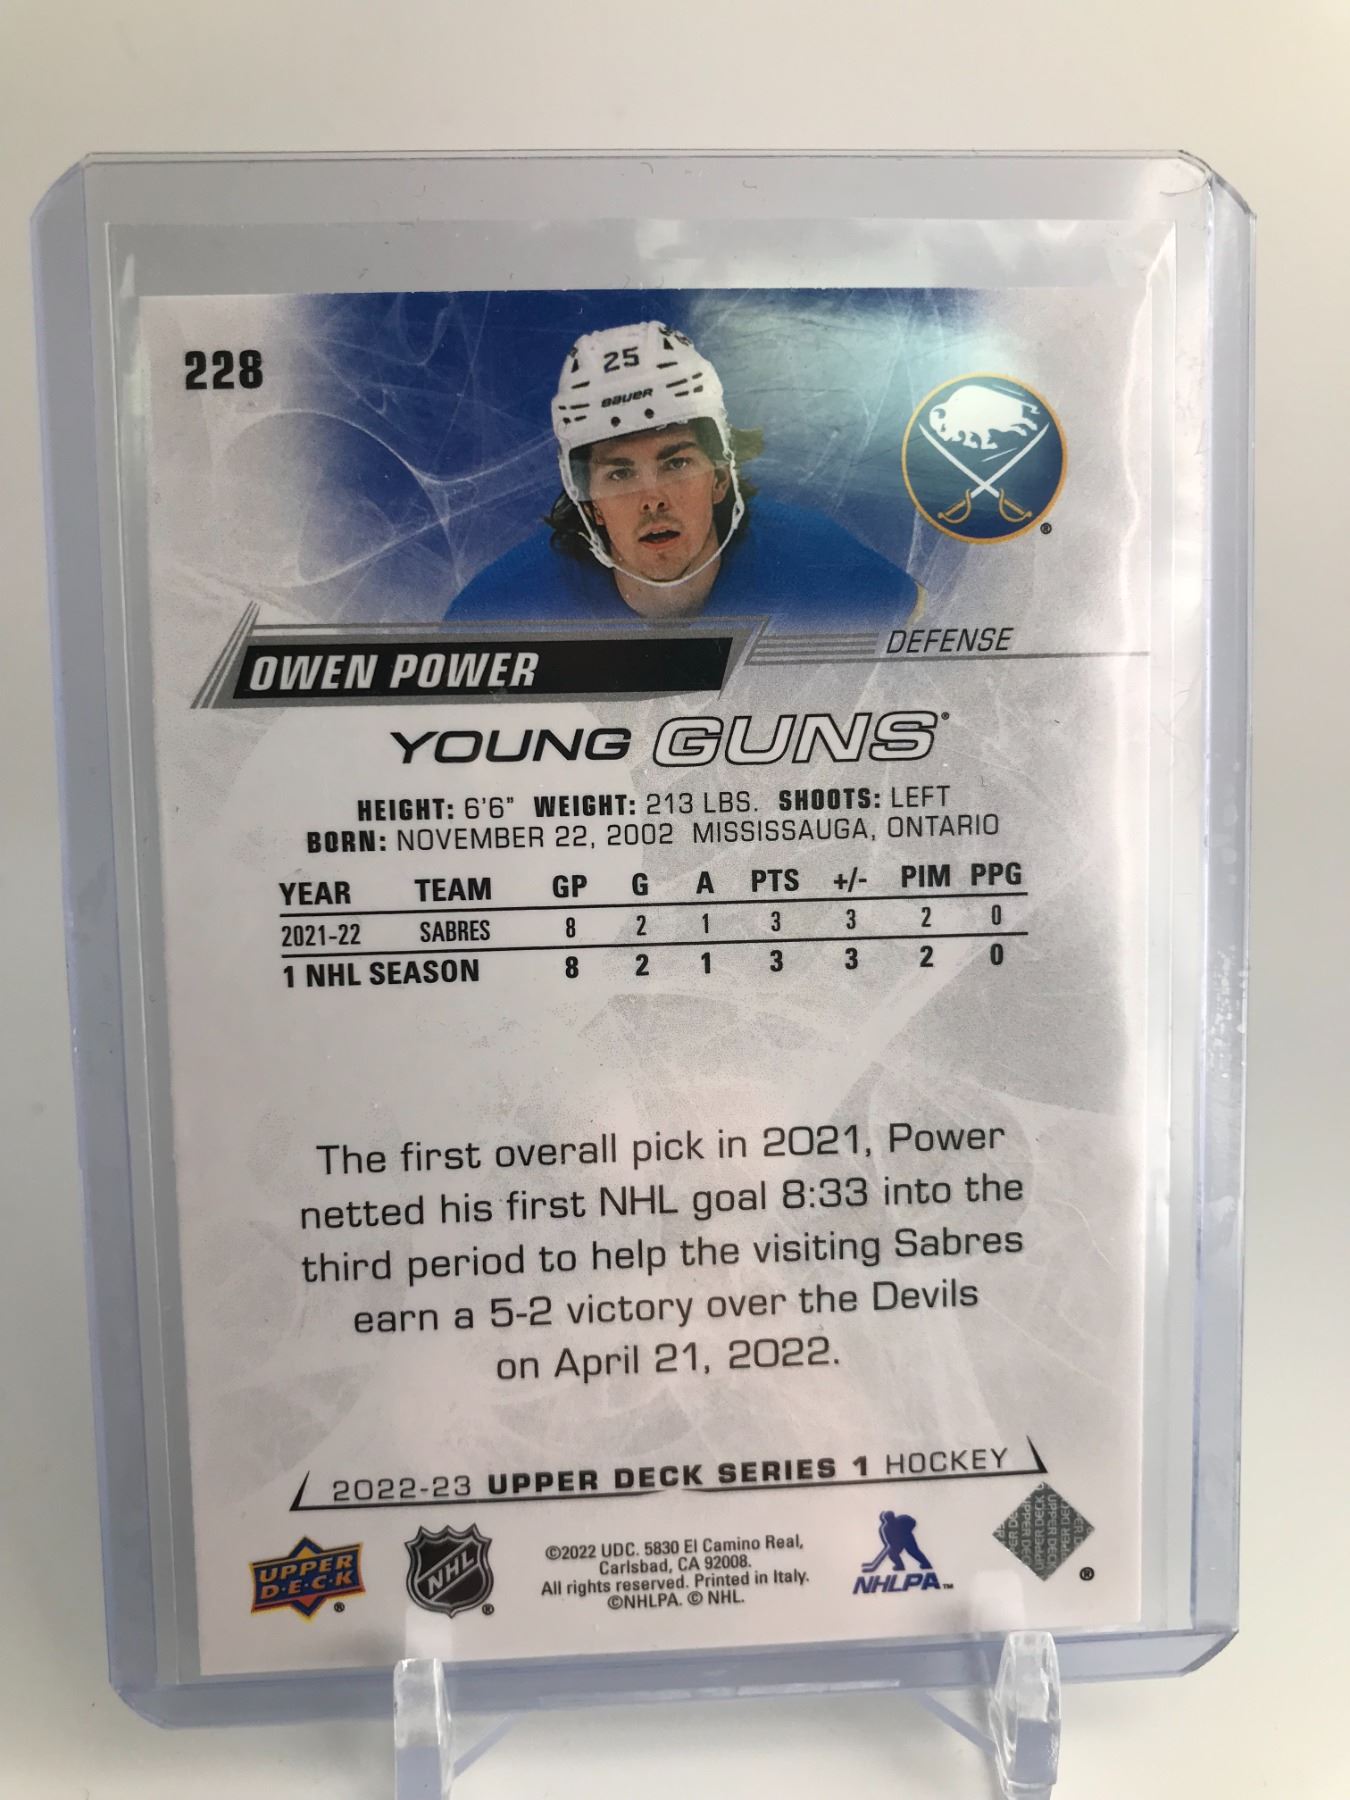 228
25
BAUER
®
OWEN POWER
DEFENSE
YOUNG GUNS®
HEIGHT: 6'6" WEIGHT: 213 LBS. SHOOTS: LEFT
BORN: NOVEMBER 22, 2002 MISSISSAUGA, ONTARIO
YEAR TEAM GP G A PTS +/- PIM PPG
2021-22 SABRES 8 2 1 3 3 2 0
1 NHL SEASON 8 2 1 3 3 2 0
The first overall pick in 2021, Power
netted his first NHL goal 8:33 into the
third period to help the visiting Sabres
earn a 5-2 victory over the Devils
on April 21, 2022.
2022-23 UPPER DECK SERIES 1 HOCKEY
UPPER
D·E·C·K
®
NHL
®
©2022 UDC. 5830 El Camino Real,
Carlsbad, CA 92008.
All rights reserved. Printed in Italy.
©NHLPA. © NHL.
NHLPA™
UPPER DECK
®